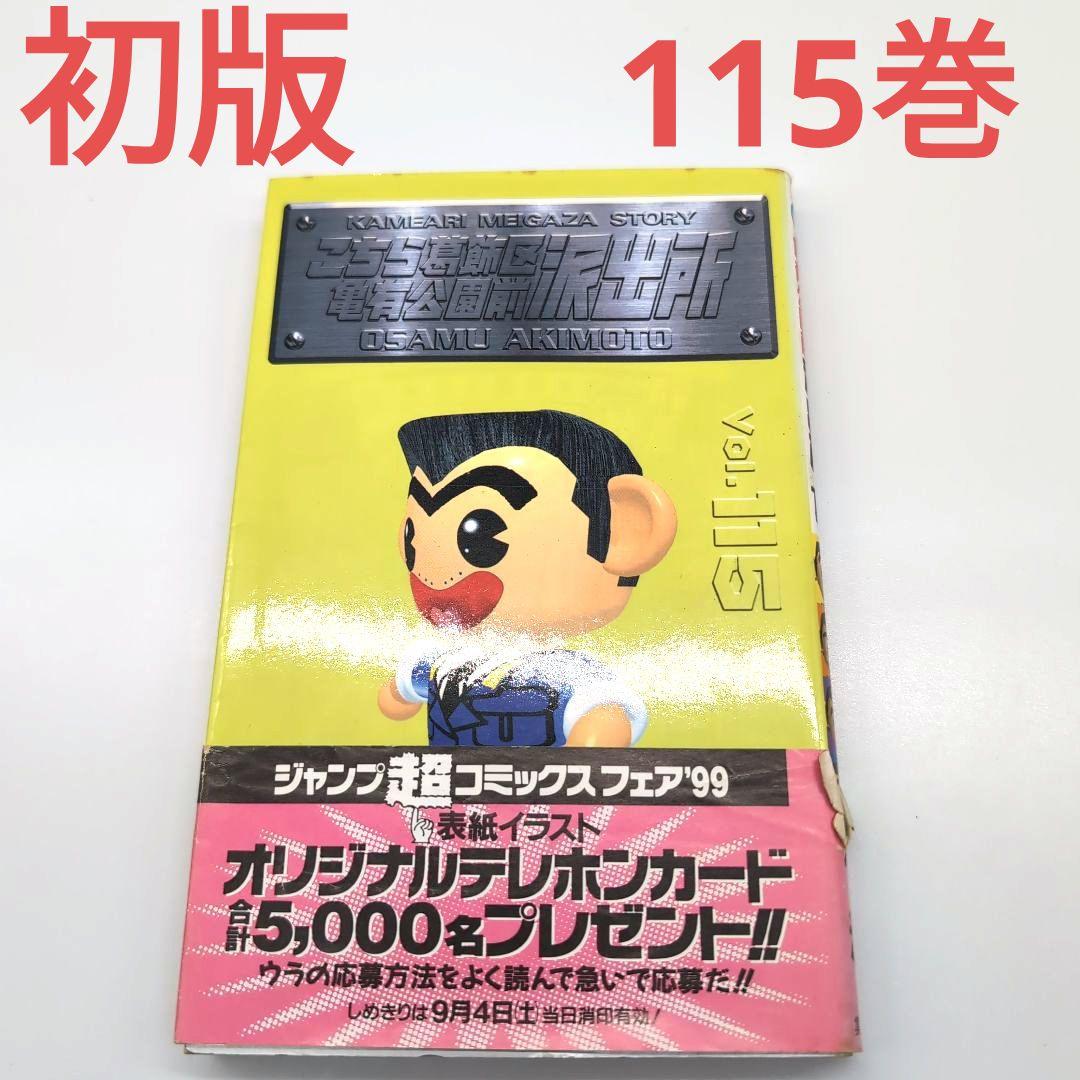 初版 115巻
KAMEARI MEIGAZA STORY
こちら葛飾区
亀有公園前派出所
OSAMU AKIMOTO
Vol.115
ジャンプ超コミックスフェア'99
表紙イラスト
オリジナルテレホンカード
合計5,000名プレゼント!!
ウラの応募方法をよく読んで急いで応募だ!!
しめきりは9月4日(土)当日消印有効!